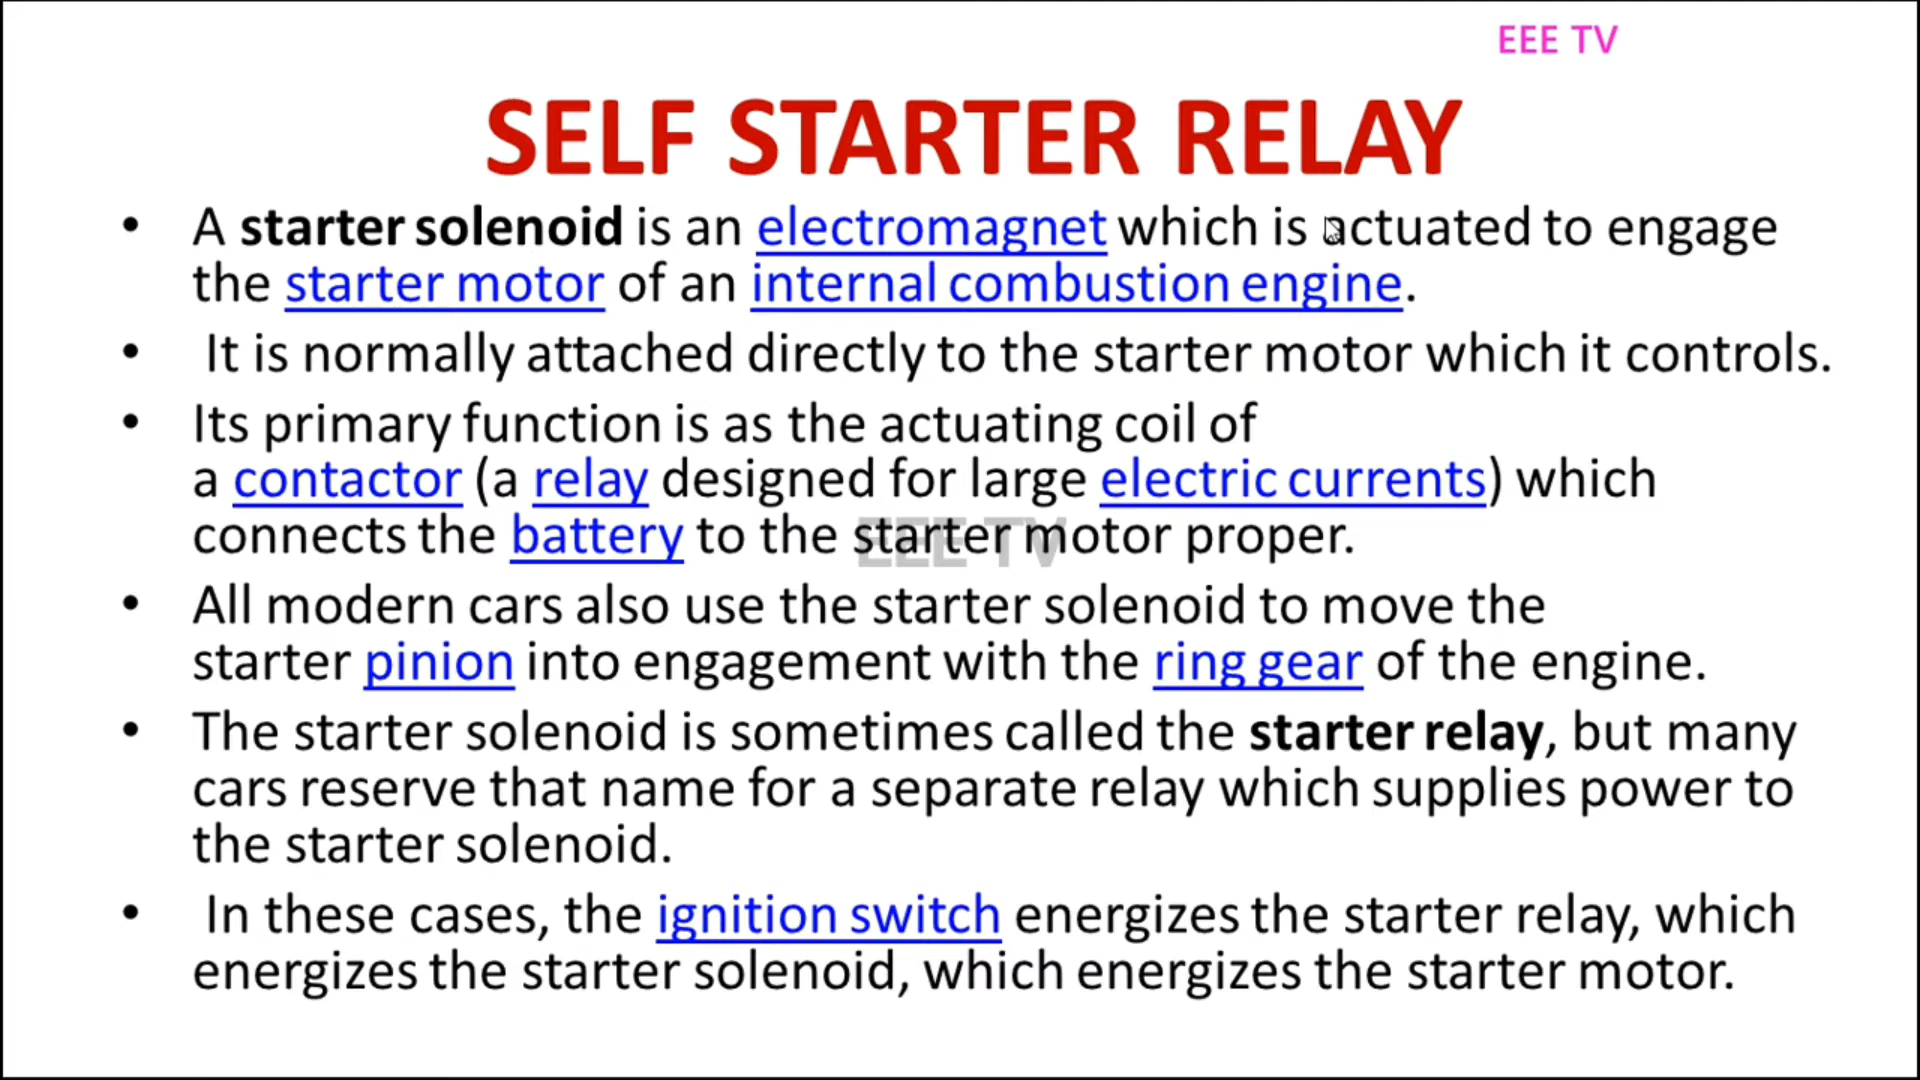 EEE TV
SELF STARTER RELAY
• A starter solenoid is an electromagnet which is actuated to engage
the starter motor of an internal combustion engine.
• It is normally attached directly to the starter motor which it controls.
• Its primary function is as the actuating coil of
a contactor (a relay designed for large electric currents) which
connects the battery to the starter motor proper.
EEE TV
• All modern cars also use the starter solenoid to move the
starter pinion into engagement with the ring gear of the engine.
• The starter solenoid is sometimes called the starter relay, but many
cars reserve that name for a separate relay which supplies power to
the starter solenoid.
• In these cases, the ignition switch energizes the starter relay, which
energizes the starter solenoid, which energizes the starter motor.